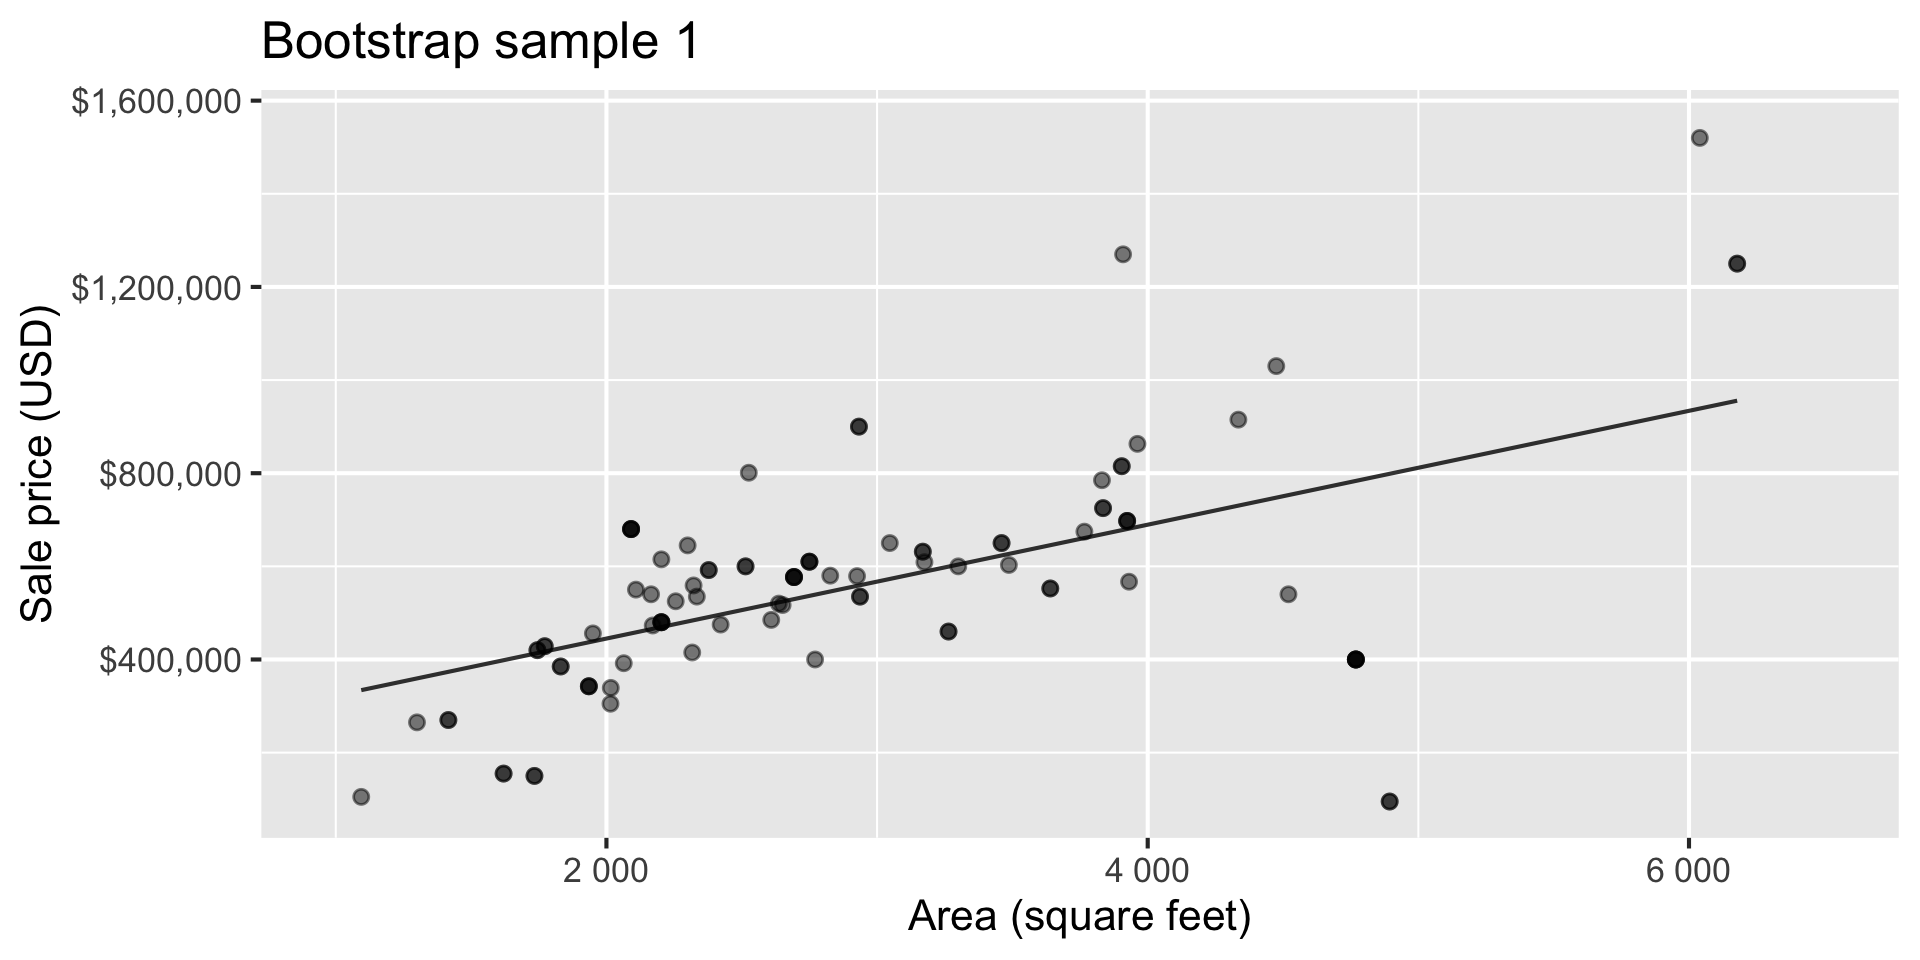 Bootstrap sample 1
$1,600,000
$1,200,000
$800,000
$400,000
Sale price (USD)
2 000 4 000 6 000
Area (square feet)